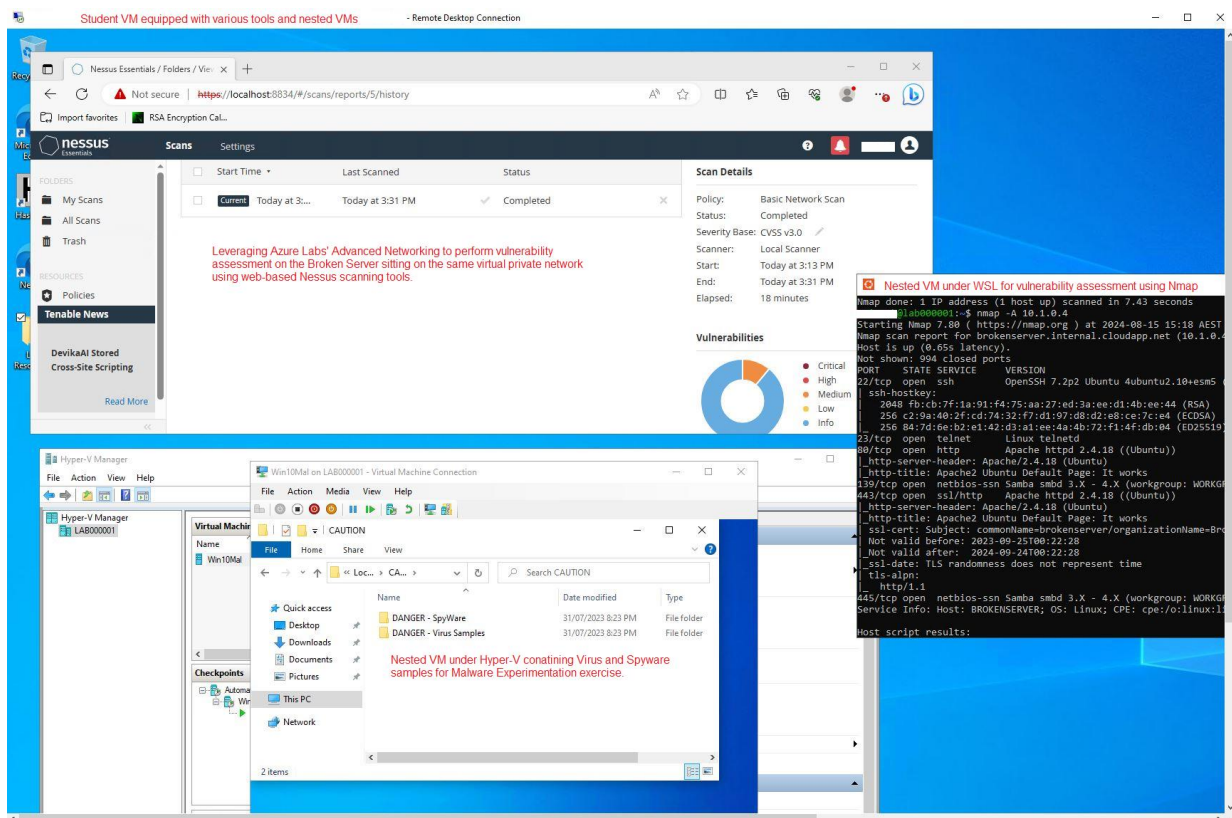 Student VM equipped with various tools and nested VMs
- Remote Desktop Connection
Nessus Essentials / Folders / Vie
Not secure https://localhost:8834/#/scans/reports/5/history
Import favorites RSA Encryption Cal...
nessus Essentials Scans Settings
FOLDERS
My Scans
All Scans
Trash
RESOURCES
Policies
Tenable News
DevikaAI Stored
Cross-Site Scripting
Read More
Start Time Last Scanned Status
Current Today at 3:... Today at 3:31 PM Completed
Leveraging Azure Labs' Advanced Networking to perform vulnerability
assessment on the Broken Server sitting on the same virtual private network
using web-based Nessus scanning tools.
Scan Details
Policy: Basic Network Scan
Status: Completed
Severity Base: CVSS v3.0
Scanner: Local Scanner
Start: Today at 3:13 PM
End: Today at 3:31 PM
Elapsed: 18 minutes
Vulnerabilities
Critical
High
Medium
Low
Info
Nested VM under WSL for vulnerability assessment using Nmap
Nmap done: 1 IP address (1 host up) scanned in 7.43 seconds
@lab000001:~$ nmap -A 10.1.0.4
Starting Nmap 7.80 ( https://nmap.org ) at 2024-08-15 15:18 AEST
Nmap scan report for brokenserver.internal.cloudapp.net (10.1.0.4
Host is up (0.65s latency).
Not shown: 994 closed ports
PORT STATE SERVICE VERSION
22/tcp open ssh OpenSSH 7.2p2 Ubuntu 4ubuntu2.10+esm5 (
| ssh-hostkey:
| 2048 fb:cb:7f:1a:91:f4:75:aa:27:ed:3a:ee:d1:4b:ee:44 (RSA)
| 256 c2:9a:40:2f:cd:74:32:f7:d1:97:d8:d2:e8:ce:7c:e4 (ECDSA)
|_ 256 84:7d:6e:b2:e1:42:d3:a1:ee:4a:4b:72:f1:4f:db:04 (ED25519)
23/tcp open telnet Linux telnetd
80/tcp open http Apache httpd 2.4.18 ((Ubuntu))
|_http-server-header: Apache/2.4.18 (Ubuntu)
|_http-title: Apache2 Ubuntu Default Page: It works
139/tcp open netbios-ssn Samba smbd 3.X - 4.X (workgroup: WORKGR
443/tcp open ssl/http Apache httpd 2.4.18 ((Ubuntu))
|_http-server-header: Apache/2.4.18 (Ubuntu)
|_http-title: Apache2 Ubuntu Default Page: It works
| ssl-cert: Subject: commonName=brokenserver/organizationName=Bro
| Not valid before: 2023-09-25T00:22:28
|_Not valid after: 2024-09-24T00:22:28
|_ssl-date: TLS randomness does not represent time
| tls-alpn:
|_ http/1.1
445/tcp open netbios-ssn Samba smbd 3.X - 4.X (workgroup: WORKGR
Service Info: Host: BROKENSERVER; OS: Linux; CPE: cpe:/o:linux:li
Host script results:
Hyper-V Manager
File Action View Help
Hyper-V Manager
LAB000001
Virtual Machin
Name
Win10Mal
Checkpoints
Automa
Win
Win10Mal on LAB000001 - Virtual Machine Connection
File Action Media View Help
CAUTION
File Home Share View
« Loc... › CA... › Search CAUTION
Name Date modified Type
Quick access
Desktop
Downloads
Documents
Pictures
This PC
Network
DANGER - SpyWare 31/07/2023 8:23 PM File folder
DANGER - Virus Samples 31/07/2023 8:23 PM File folder
Nested VM under Hyper-V conatining Virus and Spyware
samples for Malware Experimentation exercise.
2 items